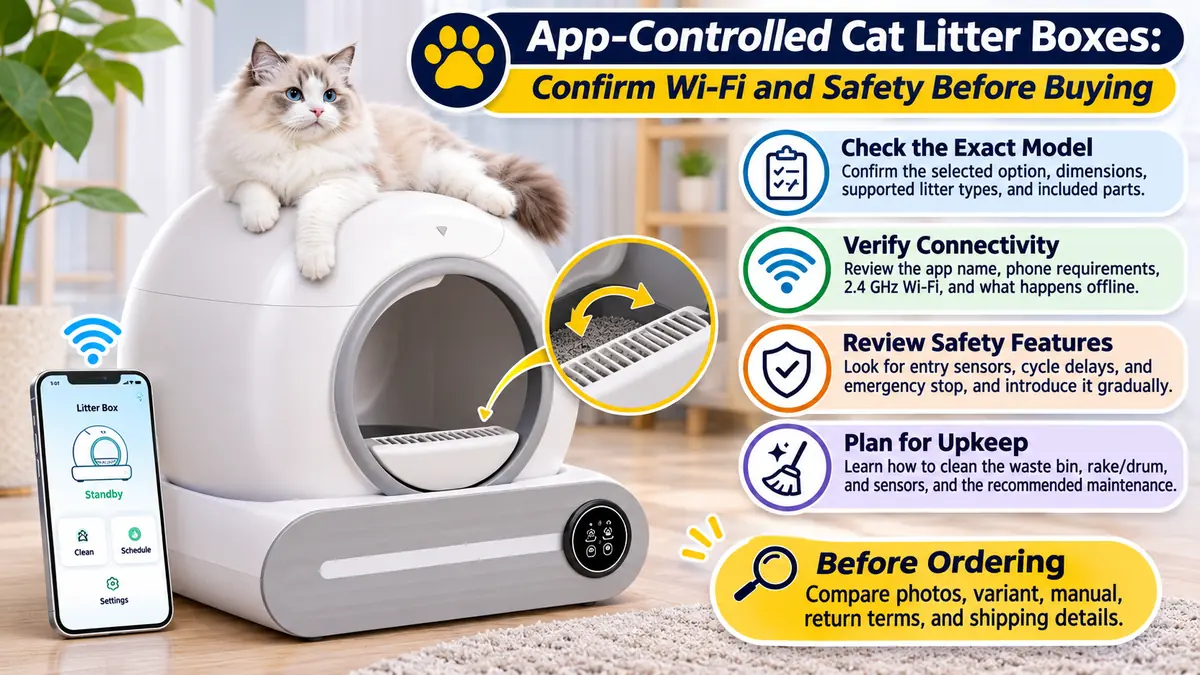 App-Controlled Cat Litter Boxes:
Confirm Wi-Fi and Safety Before Buying
Check the Exact Model
Confirm the selected option, dimensions,
supported litter types, and included parts.
Verify Connectivity
Review the app name, phone requirements,
2.4 GHz Wi-Fi, and what happens offline.
Review Safety Features
Look for entry sensors, cycle delays, and
emergency stop, and introduce it gradually.
Plan for Upkeep
Learn how to clean the waste bin, rake/drum,
and sensors, and the recommended maintenance.
Before Ordering
Compare photos, variant, manual,
return terms, and shipping details.
1:01
Litter Box
Standby
Clean
Schedule
Settings